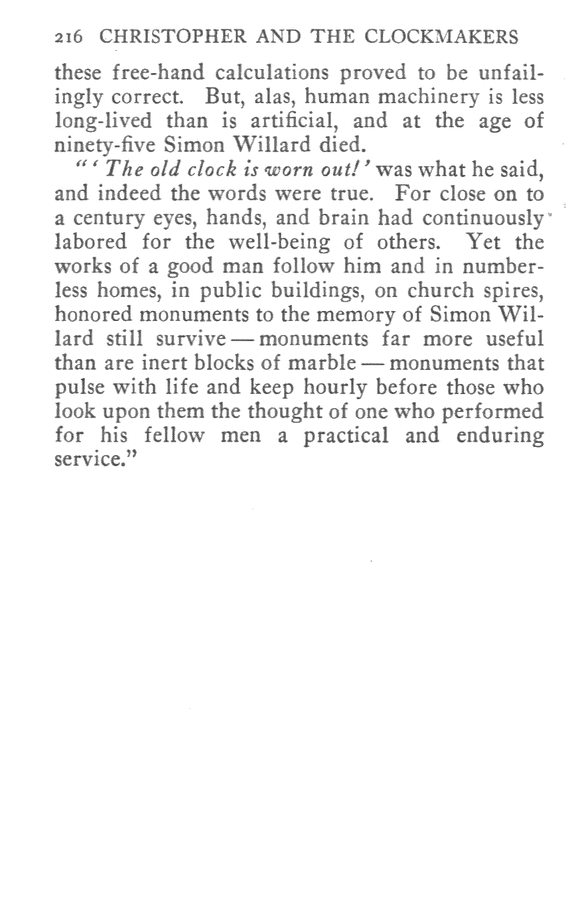 216 CHRISTOPHER AND THE CLOCKMAKERS
these free-hand calculations proved to be unfail-
ingly correct. But, alas, human machinery is less
long-lived than is artificial, and at the age of
ninety-five Simon Willard died.
“‘ The old clock is worn out!’ was what he said,
and indeed the words were true. For close on to
a century eyes, hands, and brain had continuously
labored for the well-being of others. Yet the
works of a good man follow him and in number-
less homes, in public buildings, on church spires,
honored monuments to the memory of Simon Wil-
lard still survive — monuments far more useful
than are inert blocks of marble — monuments that
pulse with life and keep hourly before those who
look upon them the thought of one who performed
for his fellow men a practical and enduring
service.”